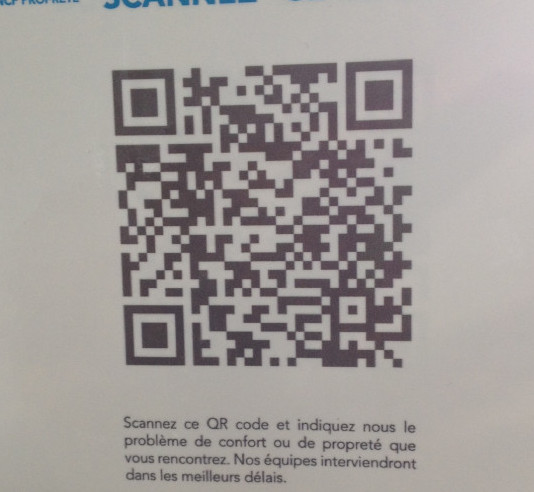 SCANNEZ
Scannez ce QR code et indiquez nous le
problème de confort ou de propreté que
vous rencontrez. Nos équipes interviendront
dans les meilleurs délais.